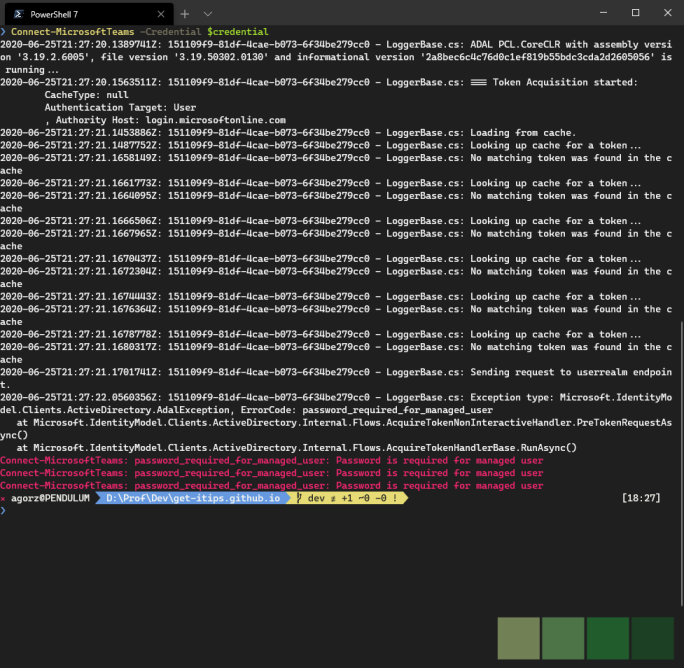 PowerShell 7
❯ Connect-MicrosoftTeams -Credential $credential
2020-06-25T21:27:20.1389741Z: 151109f9-81df-4cae-b073-6f34be279cc0 - LoggerBase.cs: ADAL PCL.CoreCLR with assembly versi
on '3.19.2.6005', file version '3.19.50302.0130' and informational version '2a8bec6c4c76d0c1ef819b55bdc3cda2d2605056' is
 running...
2020-06-25T21:27:20.1563511Z: 151109f9-81df-4cae-b073-6f34be279cc0 - LoggerBase.cs: === Token Acquisition started:
CacheType: null
Authentication Target: User
, Authority Host: login.microsoftonline.com
2020-06-25T21:27:21.1453886Z: 151109f9-81df-4cae-b073-6f34be279cc0 - LoggerBase.cs: Loading from cache.
2020-06-25T21:27:21.1487752Z: 151109f9-81df-4cae-b073-6f34be279cc0 - LoggerBase.cs: Looking up cache for a token...
2020-06-25T21:27:21.1658149Z: 151109f9-81df-4cae-b073-6f34be279cc0 - LoggerBase.cs: No matching token was found in the c
ache
2020-06-25T21:27:21.1661773Z: 151109f9-81df-4cae-b073-6f34be279cc0 - LoggerBase.cs: Looking up cache for a token...
2020-06-25T21:27:21.1664095Z: 151109f9-81df-4cae-b073-6f34be279cc0 - LoggerBase.cs: No matching token was found in the c
ache
2020-06-25T21:27:21.1666506Z: 151109f9-81df-4cae-b073-6f34be279cc0 - LoggerBase.cs: Looking up cache for a token...
2020-06-25T21:27:21.1667965Z: 151109f9-81df-4cae-b073-6f34be279cc0 - LoggerBase.cs: No matching token was found in the c
ache
2020-06-25T21:27:21.1670437Z: 151109f9-81df-4cae-b073-6f34be279cc0 - LoggerBase.cs: Looking up cache for a token...
2020-06-25T21:27:21.1672304Z: 151109f9-81df-4cae-b073-6f34be279cc0 - LoggerBase.cs: No matching token was found in the c
ache
2020-06-25T21:27:21.1674443Z: 151109f9-81df-4cae-b073-6f34be279cc0 - LoggerBase.cs: Looking up cache for a token...
2020-06-25T21:27:21.1676364Z: 151109f9-81df-4cae-b073-6f34be279cc0 - LoggerBase.cs: No matching token was found in the c
ache
2020-06-25T21:27:21.1678778Z: 151109f9-81df-4cae-b073-6f34be279cc0 - LoggerBase.cs: Looking up cache for a token...
2020-06-25T21:27:21.1680317Z: 151109f9-81df-4cae-b073-6f34be279cc0 - LoggerBase.cs: No matching token was found in the c
ache
2020-06-25T21:27:21.1701741Z: 151109f9-81df-4cae-b073-6f34be279cc0 - LoggerBase.cs: Sending request to userrealm endpoin
t.
2020-06-25T21:27:22.0560356Z: 151109f9-81df-4cae-b073-6f34be279cc0 - LoggerBase.cs: Exception type: Microsoft.IdentityMo
del.Clients.ActiveDirectory.AdalException, ErrorCode: password_required_for_managed_user
at Microsoft.IdentityModel.Clients.ActiveDirectory.Internal.Flows.AcquireTokenNonInteractiveHandler.PreTokenRequestAs
ync()
at Microsoft.IdentityModel.Clients.ActiveDirectory.Internal.Flows.AcquireTokenHandlerBase.RunAsync()
Connect-MicrosoftTeams: password_required_for_managed_user: Password is required for managed user
Connect-MicrosoftTeams: password_required_for_managed_user: Password is required for managed user
Connect-MicrosoftTeams: password_required_for_managed_user: Password is required for managed user
× agorz@PENDULUM D:\Prof\Dev\get-itips.github.io dev ≢ +1 ~0 -0 ! [18:27]
❯